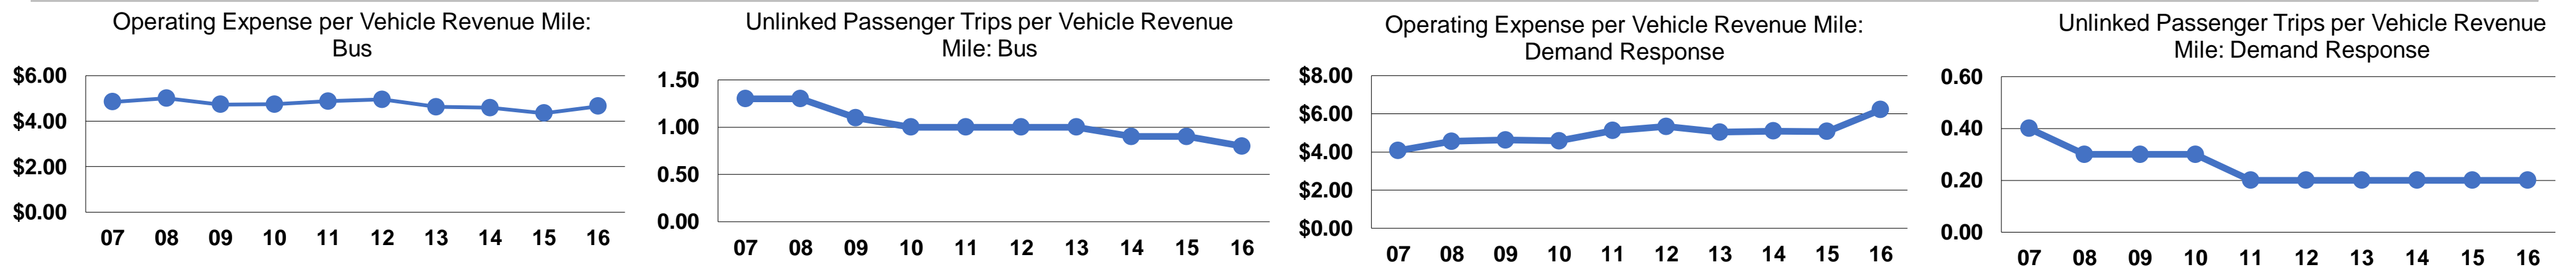 Operating Expense per Vehicle Revenue Mile:
Bus
$6.00
$4.00
$2.00
$0.00
07 08 09 10 11 12 13 14 15 16
Unlinked Passenger Trips per Vehicle Revenue
Mile: Bus
1.50
1.00
0.50
0.00
07 08 09 10 11 12 13 14 15 16
Operating Expense per Vehicle Revenue Mile:
Demand Response
$8.00
$6.00
$4.00
$2.00
$0.00
07 08 09 10 11 12 13 14 15 16
Unlinked Passenger Trips per Vehicle Revenue
Mile: Demand Response
0.60
0.40
0.20
0.00
07 08 09 10 11 12 13 14 15 16